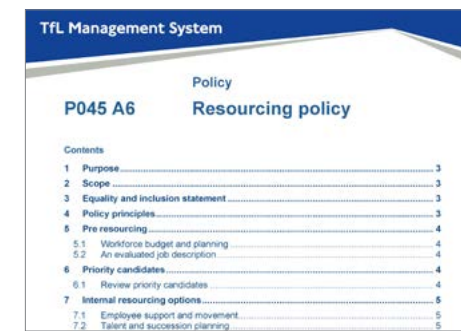 TfL Management System
Policy
P045 A6 Resourcing policy
Contents
1 Purpose 3
2 Scope 3
3 Equality and inclusion statement 3
4 Policy principles 3
5 Pre resourcing 4
5.1 Workforce budget and planning 4
5.2 An evaluated job description 4
6 Priority candidates 4
6.1 Review priority candidates 4
7 Internal resourcing options 5
7.1 Employee support and movement 5
7.2 Talent and succession planning 5